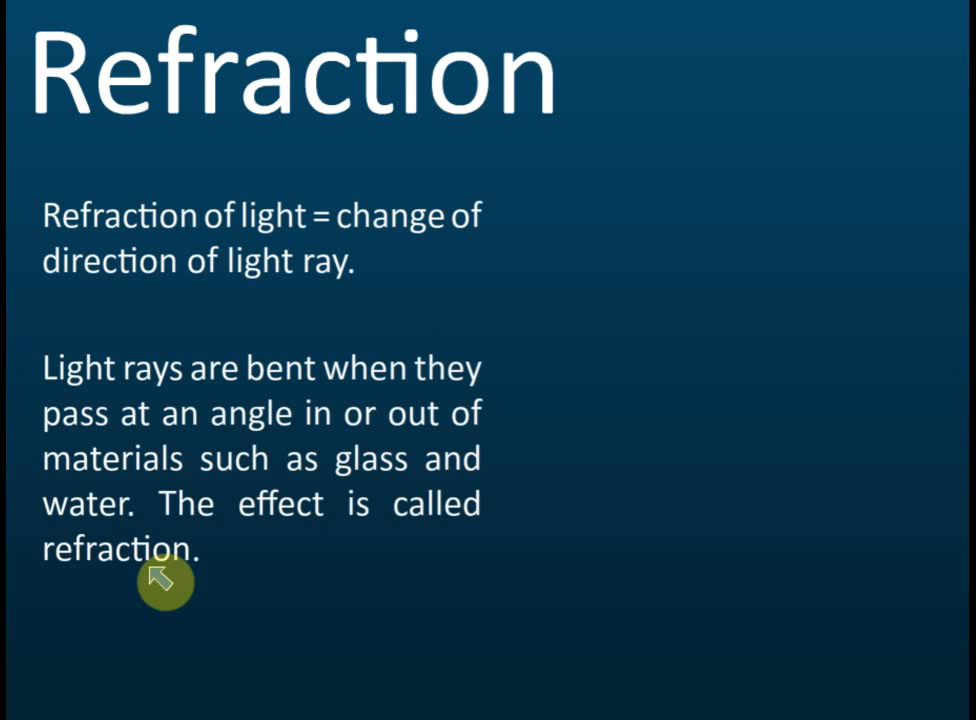 Refraction
Refraction of light = change of
direction of light ray.
Light rays are bent when they
pass at an angle in or out of
materials such as glass and
water. The effect is called
refraction.